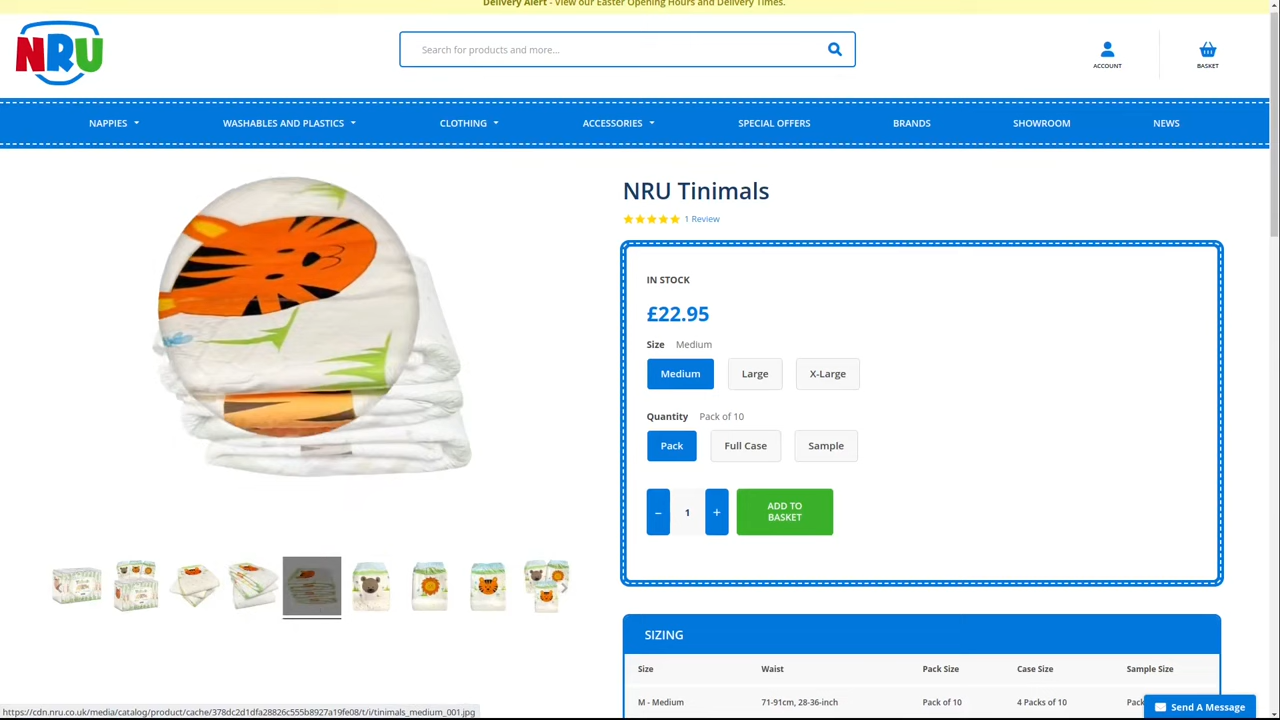 Delivery Alert - View our Easter Opening Hours and Delivery Times.
NRU
Search for products and more...
ACCOUNT
BASKET
NAPPIES
WASHABLES AND PLASTICS
CLOTHING
ACCESSORIES
SPECIAL OFFERS
BRANDS
SHOWROOM
NEWS
NRU Tinimals
1 Review
IN STOCK
£22.95
Size Medium
Medium
Large
X-Large
Quantity Pack of 10
Pack
Full Case
Sample
– 1 +
ADD TO
BASKET
SIZING
Size Waist Pack Size Case Size Sample Size
M - Medium 71-91cm, 28-36-inch Pack of 10 4 Packs of 10
Send A Message
https://cdn.nru.co.uk/media/catalog/product/cache/378dc2d1dfa28826c555b8927a19fe08/t/i/tinimals_medium_001.jpg